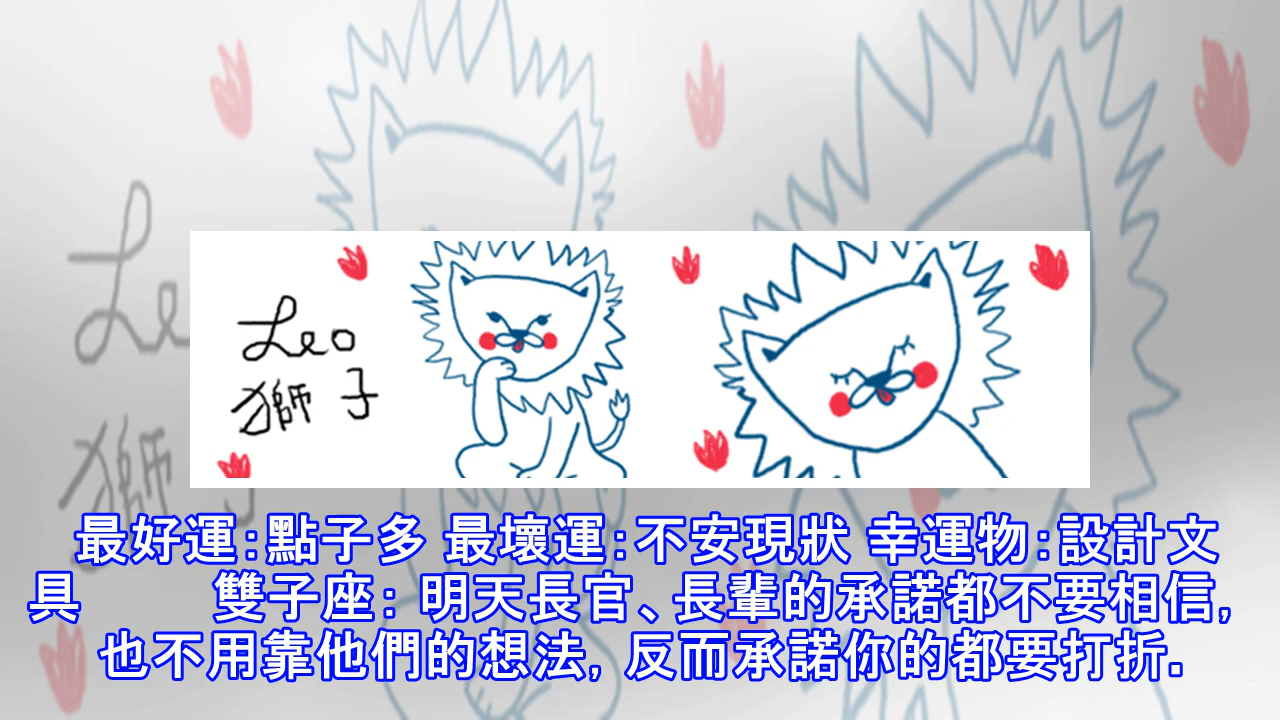 Leo
獅子
最好運:點子多 最壞運:不安現狀 幸運物:設計文
具 雙子座: 明天長官、長輩的承諾都不要相信,
也不用靠他們的想法, 反而承諾你的都要打折.